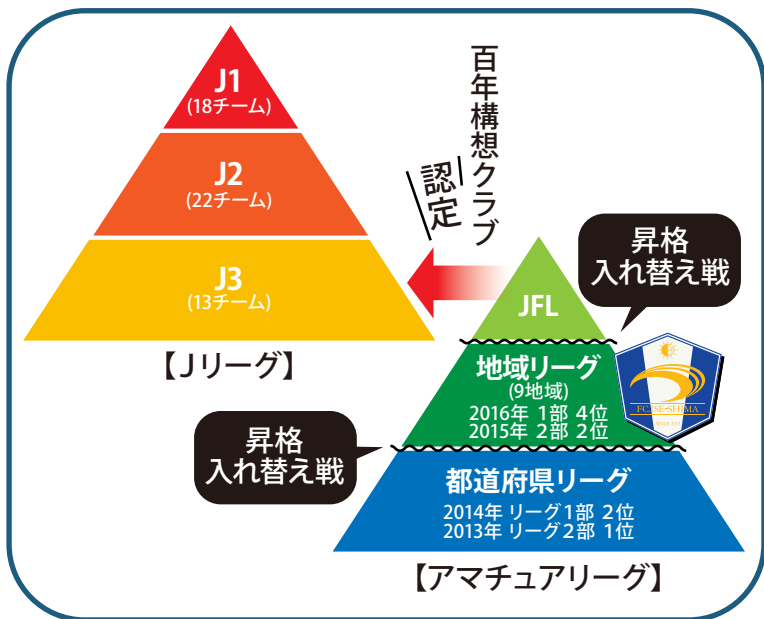 J1
(18チーム)
J2
(22チーム)
J3
(13チーム)
【Jリーグ】
百年構想クラブ
認定
昇格
入れ替え戦
JFL
地域リーグ
(9地域)
2016年 1部 4位
2015年 2部 2位
FC.ISE-SHIMA
昇格
入れ替え戦
都道府県リーグ
2014年 リーグ1部 2位
2013年 リーグ2部 1位
【アマチュアリーグ】